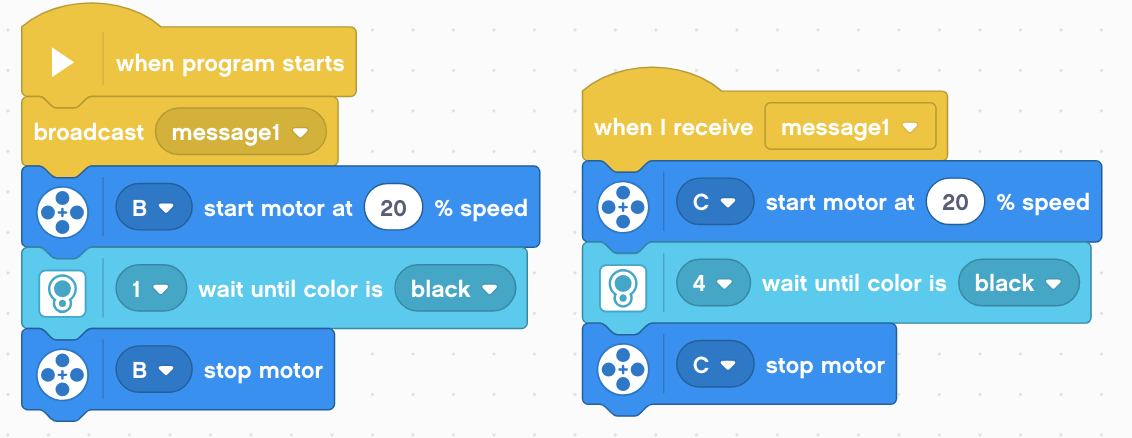 when program starts
broadcast message1
B start motor at 20 % speed
1 wait until color is black
B stop motor
when I receive message1
C start motor at 20 % speed
4 wait until color is black
C stop motor